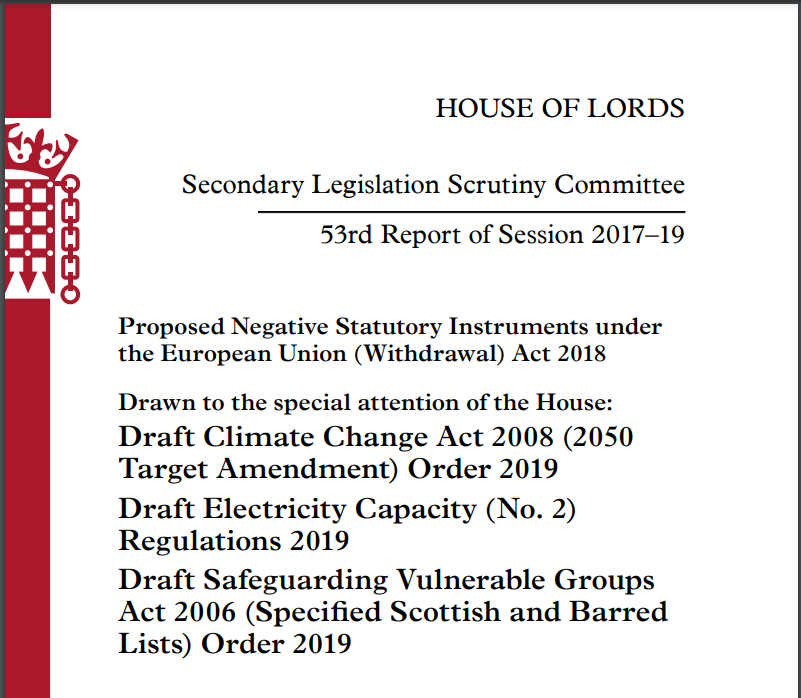 HOUSE OF LORDS
Secondary Legislation Scrutiny Committee
53rd Report of Session 2017–19
Proposed Negative Statutory Instruments under
the European Union (Withdrawal) Act 2018
Drawn to the special attention of the House:
Draft Climate Change Act 2008 (2050
Target Amendment) Order 2019
Draft Electricity Capacity (No. 2)
Regulations 2019
Draft Safeguarding Vulnerable Groups
Act 2006 (Specified Scottish and Barred
Lists) Order 2019